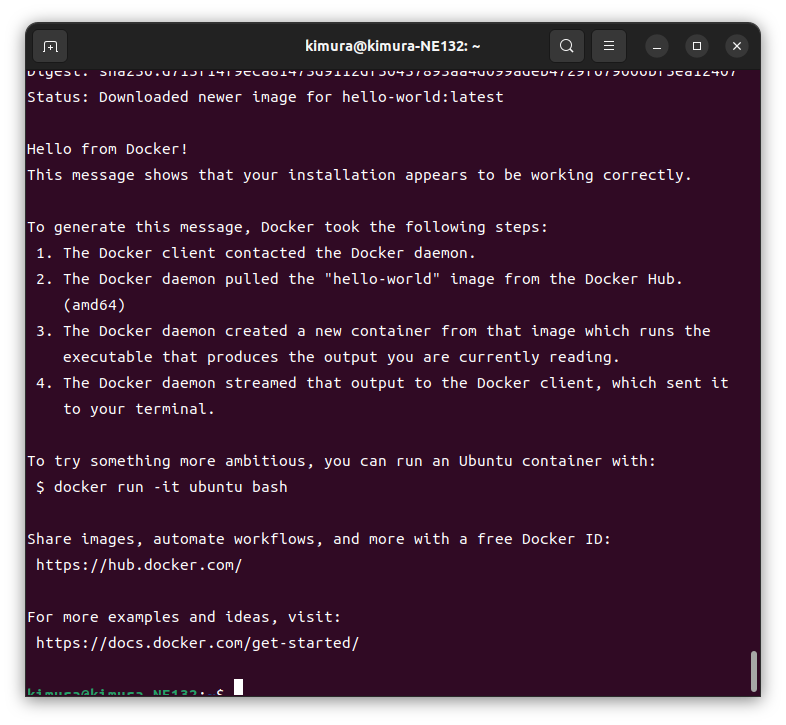 kimura@kimura-NE132: ~
Status: Downloaded newer image for hello-world:latest
Hello from Docker!
This message shows that your installation appears to be working correctly.
To generate this message, Docker took the following steps:
1. The Docker client contacted the Docker daemon.
2. The Docker daemon pulled the "hello-world" image from the Docker Hub.
(amd64)
3. The Docker daemon created a new container from that image which runs the
executable that produces the output you are currently reading.
4. The Docker daemon streamed that output to the Docker client, which sent it
to your terminal.
To try something more ambitious, you can run an Ubuntu container with:
$ docker run -it ubuntu bash
Share images, automate workflows, and more with a free Docker ID:
https://hub.docker.com/
For more examples and ideas, visit:
https://docs.docker.com/get-started/
kimura@kimura-NE132:~$